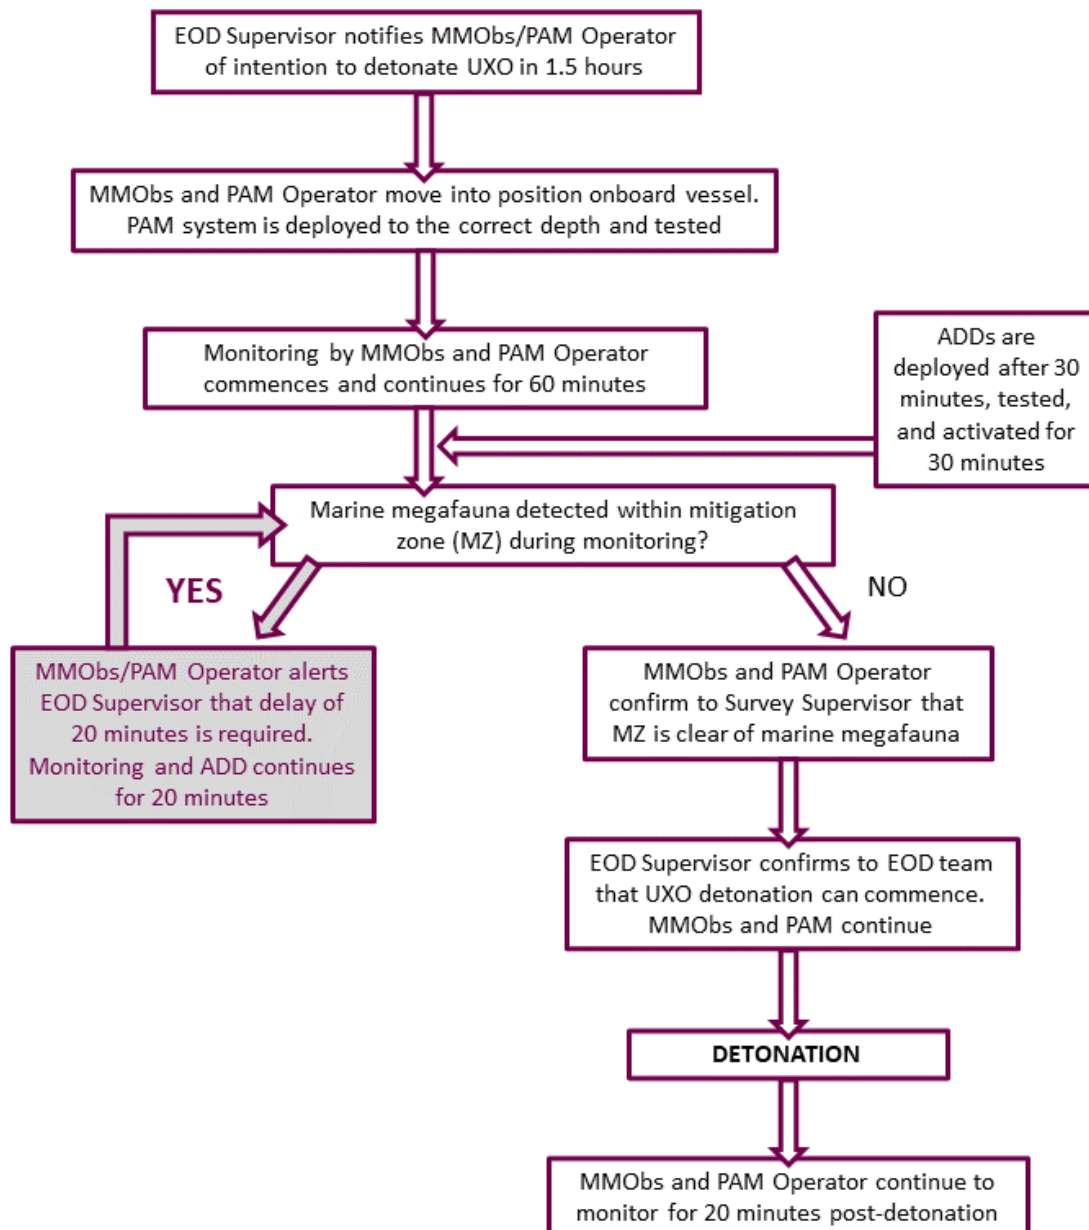 EOD Supervisor notifies MMObs/PAM Operator
of intention to detonate UXO in 1.5 hours
MMObs and PAM Operator move into position onboard vessel.
PAM system is deployed to the correct depth and tested
Monitoring by MMObs and PAM Operator
commences and continues for 60 minutes
ADDs are
deployed after 30
minutes, tested,
and activated for
30 minutes
Marine megafauna detected within mitigation
zone (MZ) during monitoring?
YES
NO
MMObs/PAM Operator alerts
EOD Supervisor that delay of
20 minutes is required.
Monitoring and ADD continues
for 20 minutes
MMObs and PAM Operator
confirm to Survey Supervisor that
MZ is clear of marine megafauna
EOD Supervisor confirms to EOD team
that UXO detonation can commence.
MMObs and PAM continue
DETONATION
MMObs and PAM Operator continue to
monitor for 20 minutes post-detonation